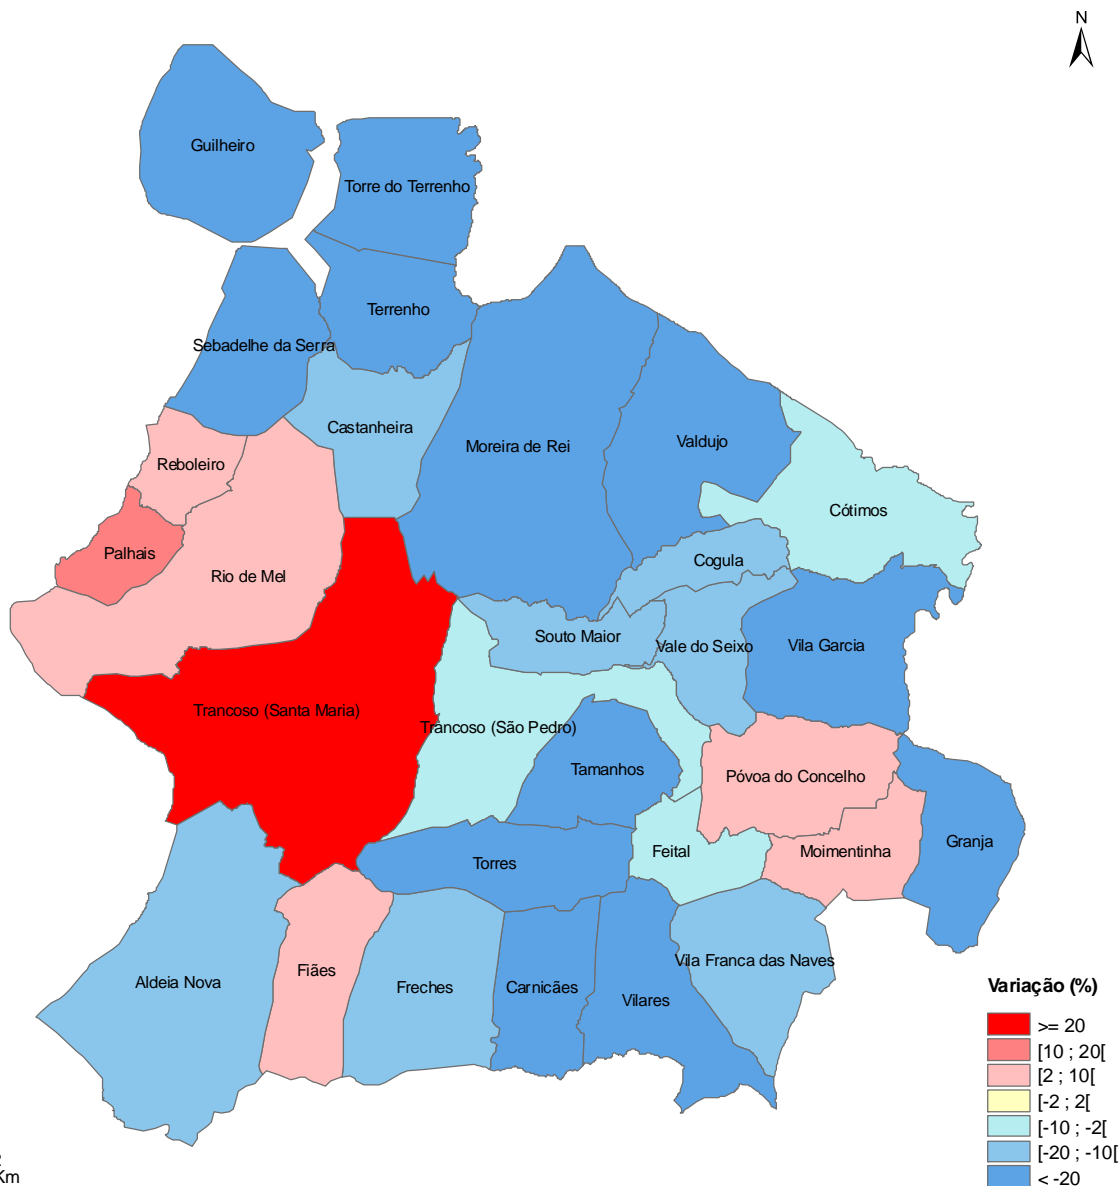 N
Guilheiro
Torre do Terrenho
Terrenho
Sebadelhe da Serra
Castanheira
Moreira de Rei
Valdujo
Reboleiro
Cótimos
Palhais
Cogula
Rio de Mel
Souto Maior
Vale do Seixo
Vila Garcia
Trancoso (Santa Maria)
Trancoso (São Pedro)
Tamanhos
Póvoa do Concelho
Granja
Feital
Moimentinha
Torres
Vila Franca das Naves
Fiães
Aldeia Nova
Freches
Carnicães
Vilares
Variação (%)
>= 20
[10 ; 20[
[2 ; 10[
[-2 ; 2[
[-10 ; -2[
[-20 ; -10[
< -20
Km